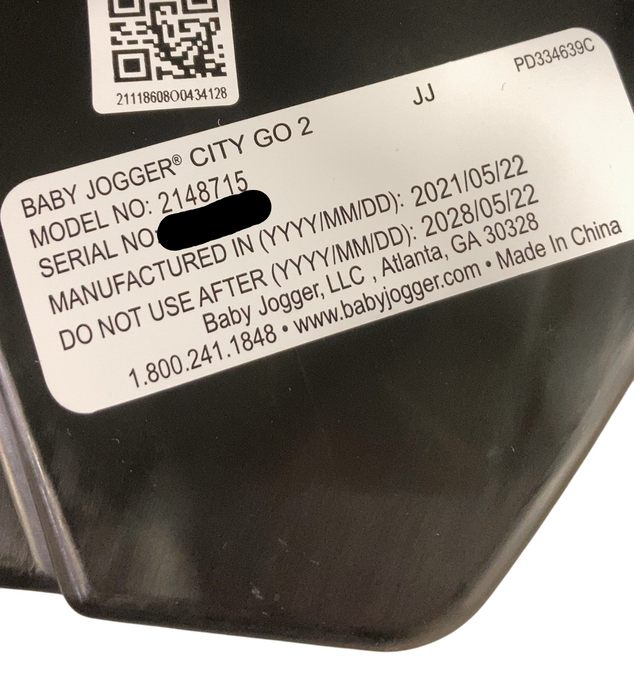 21118608O0434128
PD334639C
JJ
BABY JOGGER® CITY GO 2
MODEL NO: 2148715
SERIAL NO:
MANUFACTURED IN (YYYY/MM/DD): 2021/05/22
DO NOT USE AFTER (YYYY/MM/DD): 2028/05/22
Baby Jogger, LLC , Atlanta, GA 30328
1.800.241.1848 • www.babyjogger.com • Made In China